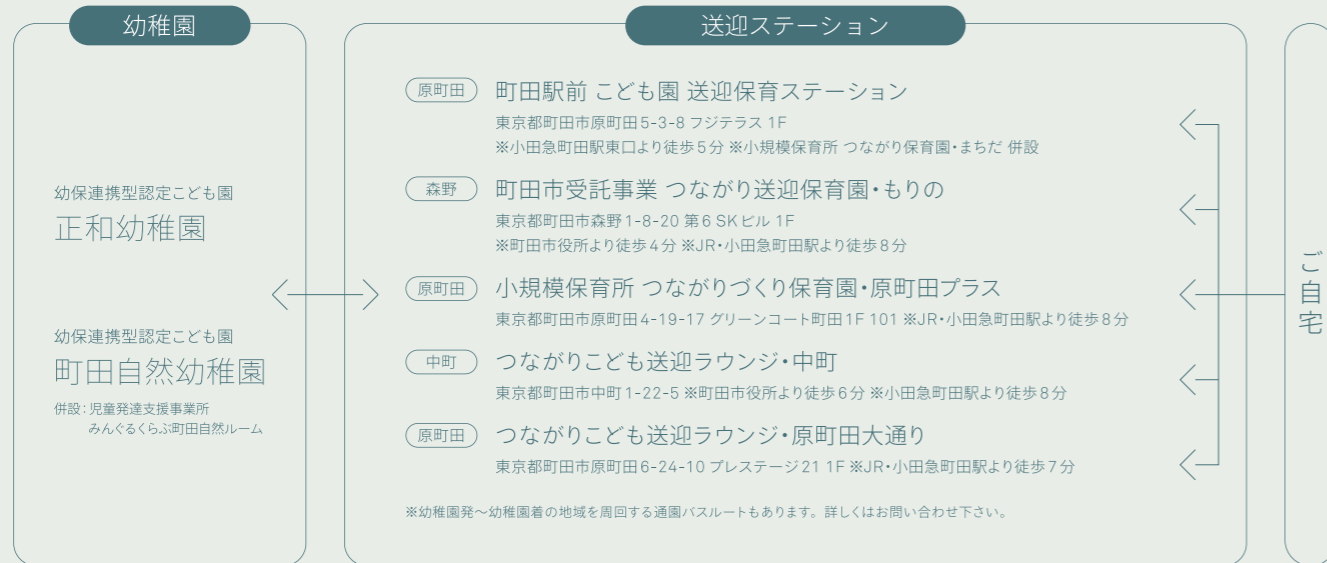 幼稚園
幼保連携型認定こども園
正和幼稚園
幼保連携型認定こども園
町田自然幼稚園
併設：児童発達支援事業所
みんぐるくらぶ町田自然ルーム
送迎ステーション
原町田 町田駅前 こども園 送迎保育ステーション
東京都町田市原町田5-3-8 フジテラス 1F
※小田急町田駅東口より徒歩5分 ※小規模保育所 つながり保育園・まちだ 併設
森野 町田市受託事業 つながり送迎保育園・もりの
東京都町田市森野1-8-20 第6 SKビル 1F
※町田市役所より徒歩4分 ※JR・小田急町田駅より徒歩8分
原町田 小規模保育所 つながりづくり保育園・原町田プラス
東京都町田市原町田4-19-17 グリーンコート町田1F 101 ※JR・小田急町田駅より徒歩8分
中町 つながりこども送迎ラウンジ・中町
東京都町田市中町1-22-5 ※町田市役所より徒歩6分 ※小田急町田駅より徒歩8分
原町田 つながりこども送迎ラウンジ・原町田大通り
東京都町田市原町田6-24-10 プレステージ21 1F ※JR・小田急町田駅より徒歩7分
※幼稚園発〜幼稚園着の地域を周回する通園バスルートもあります。詳しくはお問い合わせ下さい。
ご自宅